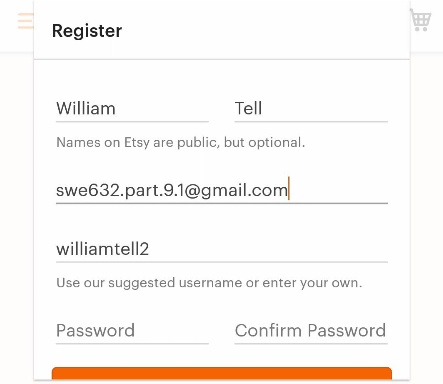 Register
William Tell
Names on Etsy are public, but optional.
swe632.part.9.1@gmail.com
williamtell2
Use our suggested username or enter your own.
Password Confirm Password